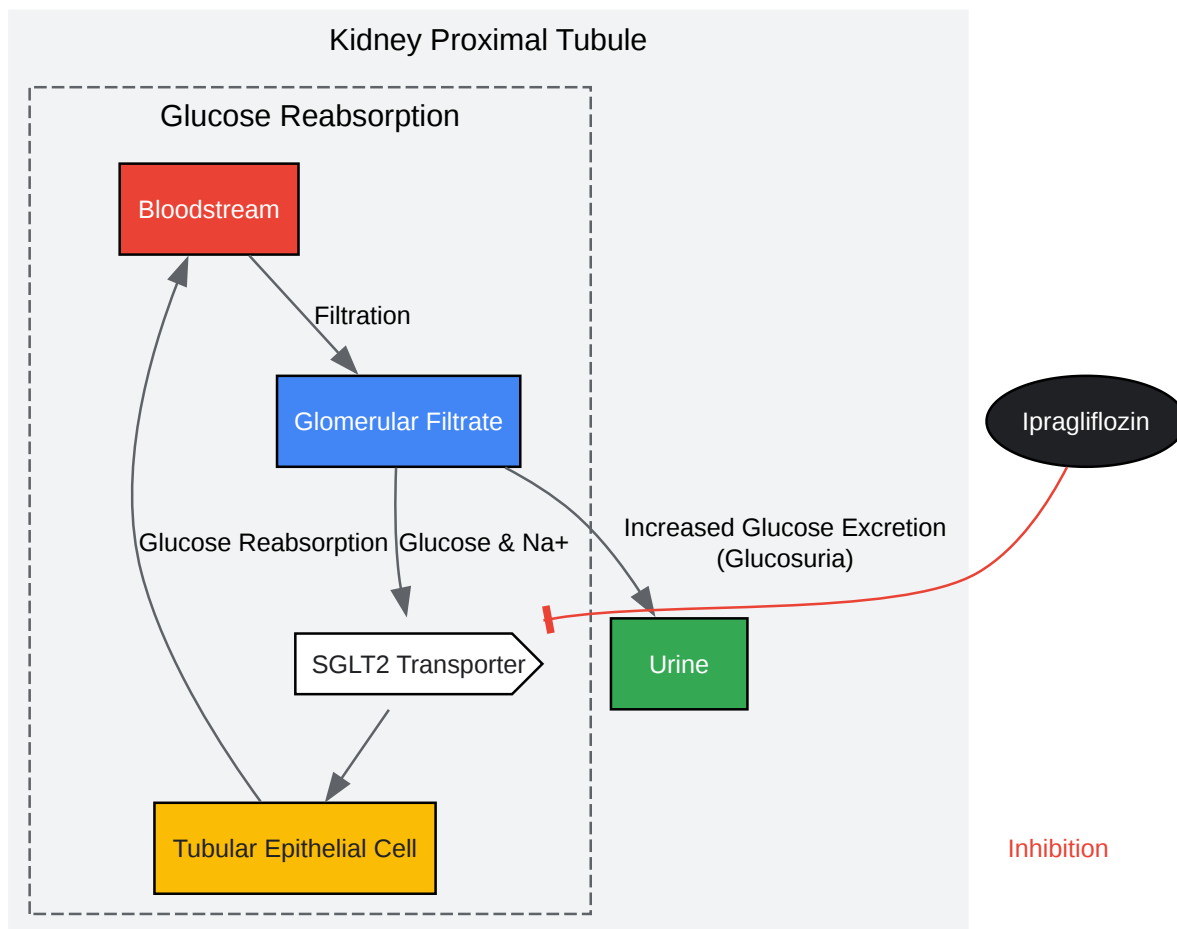 Kidney Proximal Tubule
Glucose Reabsorption
Bloodstream
Filtration
Glomerular Filtrate
Ipragliflozin
Glucose Reabsorption
Glucose & Na+
Increased Glucose Excretion
(Glucosuria)
SGLT2 Transporter
Urine
Tubular Epithelial Cell
Inhibition